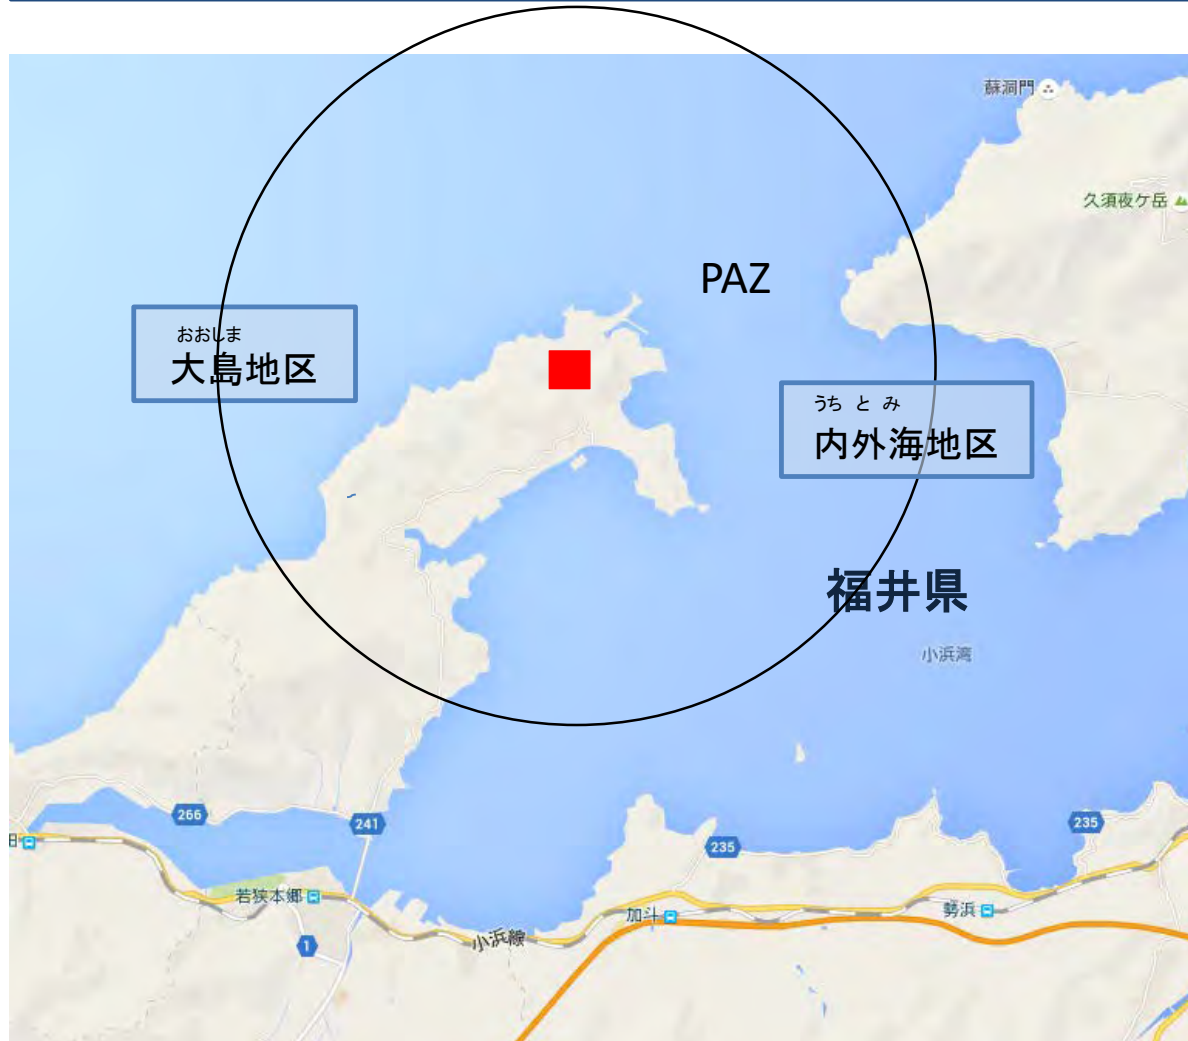 蘇洞門
久須夜ケ岳
PAZ
おおしま
大島地区
うち と み
内外海地区
福井県
小浜湾
266
241
235
235
田
若狭本郷
加斗
勢浜
小浜線
1